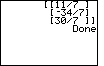 [[11/7 ]
[-34/7]
[30/7 ]]
Done